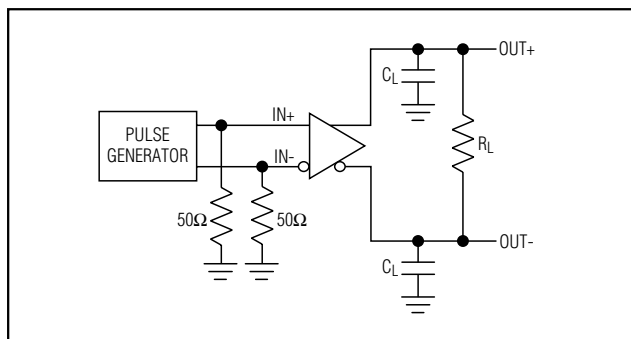 OUT+
CL
IN+
PULSE
GENERATOR
RL
IN-
50Ω
50Ω
OUT-
CL